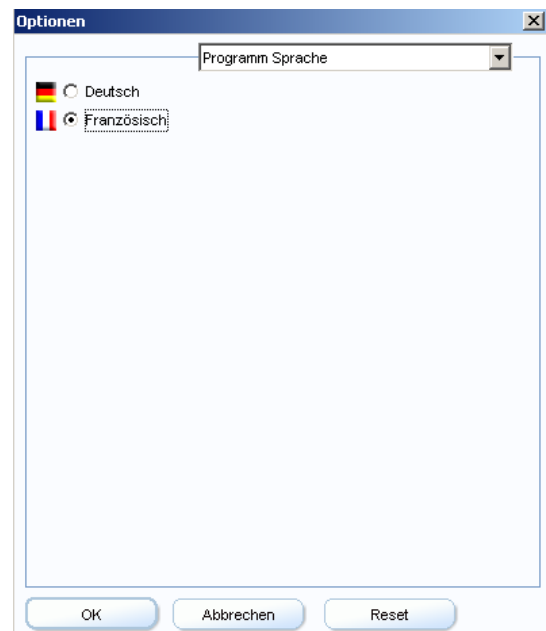 Optionen
Programm Sprache
Deutsch
Französisch
OK Abbrechen Reset